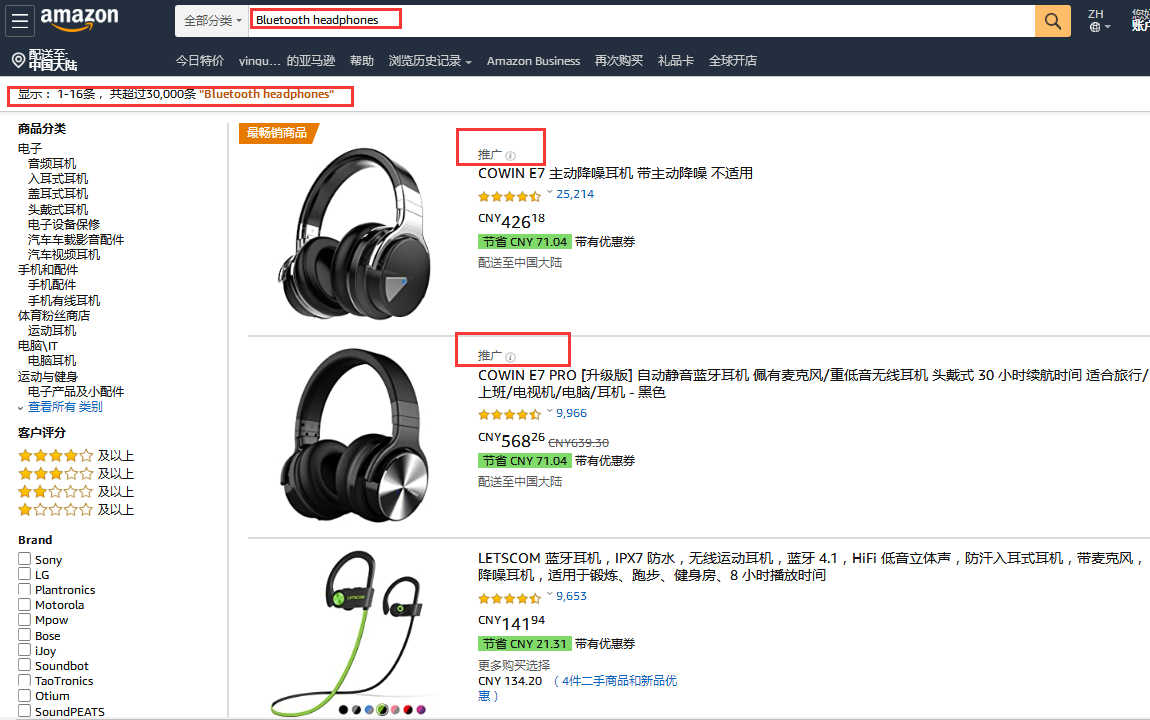 amazon
全部分类
Bluetooth headphones
ZH
配送至:
中国大陆
今日特价 yinqu... 的亚马逊 帮助 浏览历史记录 Amazon Business 再次购买 礼品卡 全球开店
显示： 1-16条， 共超过30,000条 "Bluetooth headphones"
商品分类
电子
音频耳机
入耳式耳机
盖耳式耳机
头戴式耳机
电子设备保修
汽车车载影音配件
汽车视频耳机
手机和配件
手机配件
手机有线耳机
体育粉丝商店
运动耳机
电脑\IT
电脑耳机
运动与健身
电子产品及小配件
查看所有 类别
客户评分
及以上
及以上
及以上
及以上
Brand
Sony
LG
Plantronics
Motorola
Mpow
Bose
iJoy
Soundbot
TaoTronics
Otium
SoundPEATS
最畅销商品
推广
COWIN E7 主动降噪耳机 带主动降噪 不适用
25,214
CNY42618
节省 CNY 71.04 带有优惠券
配送至中国大陆
推广
COWIN E7 PRO [升级版] 自动静音蓝牙耳机 佩有麦克风/重低音无线耳机 头戴式 30 小时续航时间 适合旅行/
上班/电视机/电脑/耳机 - 黑色
9,966
CNY56826 CNY639.30
节省 CNY 71.04 带有优惠券
配送至中国大陆
LETSCOM 蓝牙耳机，IPX7 防水，无线运动耳机，蓝牙 4.1，HiFi 低音立体声，防汗入耳式耳机，带麦克风，
降噪耳机，适用于锻炼、跑步、健身房、8 小时播放时间
9,653
CNY14194
节省 CNY 21.31 带有优惠券
更多购买选择
CNY 134.20 （4件二手商品和新品优
惠）